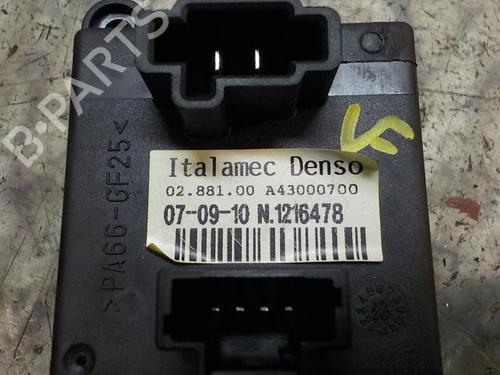 B-PARTS
>PA66-GF25<
Italamec Denso
02.881.00 A43000700
07-09-10 N.1216478